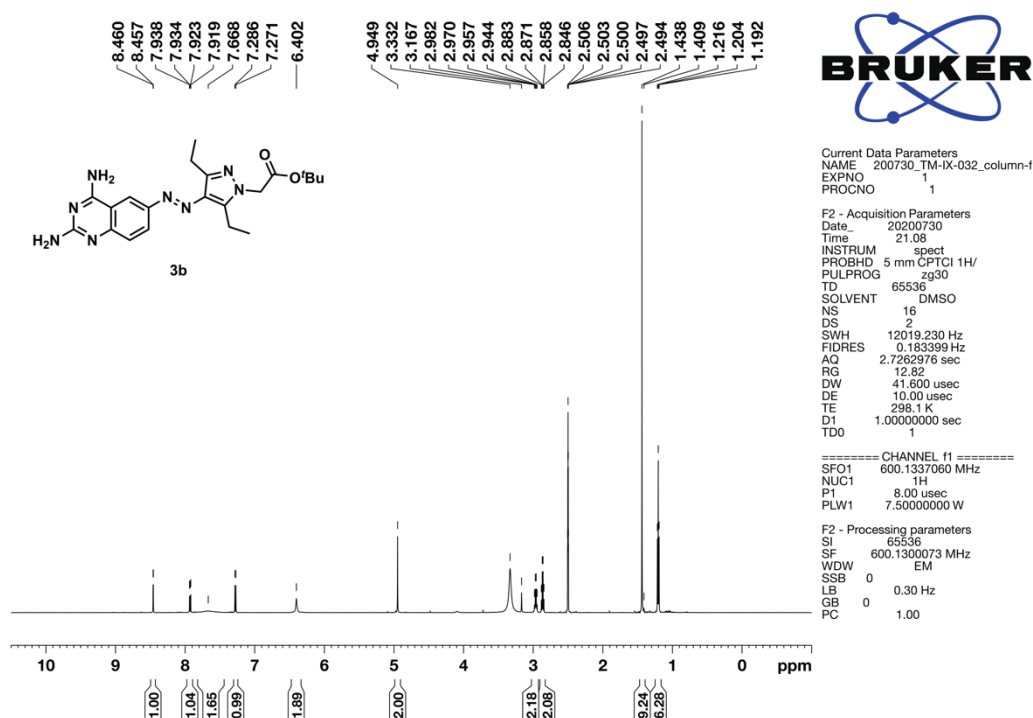 8.460
8.457
7.938
7.934
7.923
7.919
7.668
7.286
7.271
6.402
4.949
3.332
3.167
2.982
2.970
2.957
2.944
2.883
2.871
2.858
2.846
2.506
2.503
2.500
2.497
2.494
1.438
1.409
1.216
1.204
1.192
BRUKER
NH2
N
H2N
N
N
N
N
N
O
OtBu
3b
Current Data Parameters
NAME 200730_TM-IX-032_column-f
EXPNO 1
PROCNO 1
F2 - Acquisition Parameters
Date_ 20200730
Time 21.08
INSTRUM spect
PROBHD 5 mm CPTCI 1H/
PULPROG zg30
TD 65536
SOLVENT DMSO
NS 16
DS 2
SWH 12019.230 Hz
FIDRES 0.183399 Hz
AQ 2.7262976 sec
RG 12.82
DW 41.600 usec
DE 10.00 usec
TE 298.1 K
D1 1.00000000 sec
TD0 1
======== CHANNEL f1 ========
SFO1 600.1337060 MHz
NUC1 1H
P1 8.00 usec
PLW1 7.50000000 W
F2 - Processing parameters
SI 65536
SF 600.1300073 MHz
WDW EM
SSB 0
LB 0.30 Hz
GB 0
PC 1.00
10 9 8 7 6 5 4 3 2 1 0 ppm
1.00
1.04
1.65
0.99
1.89
2.00
2.18
2.08
9.24
6.28